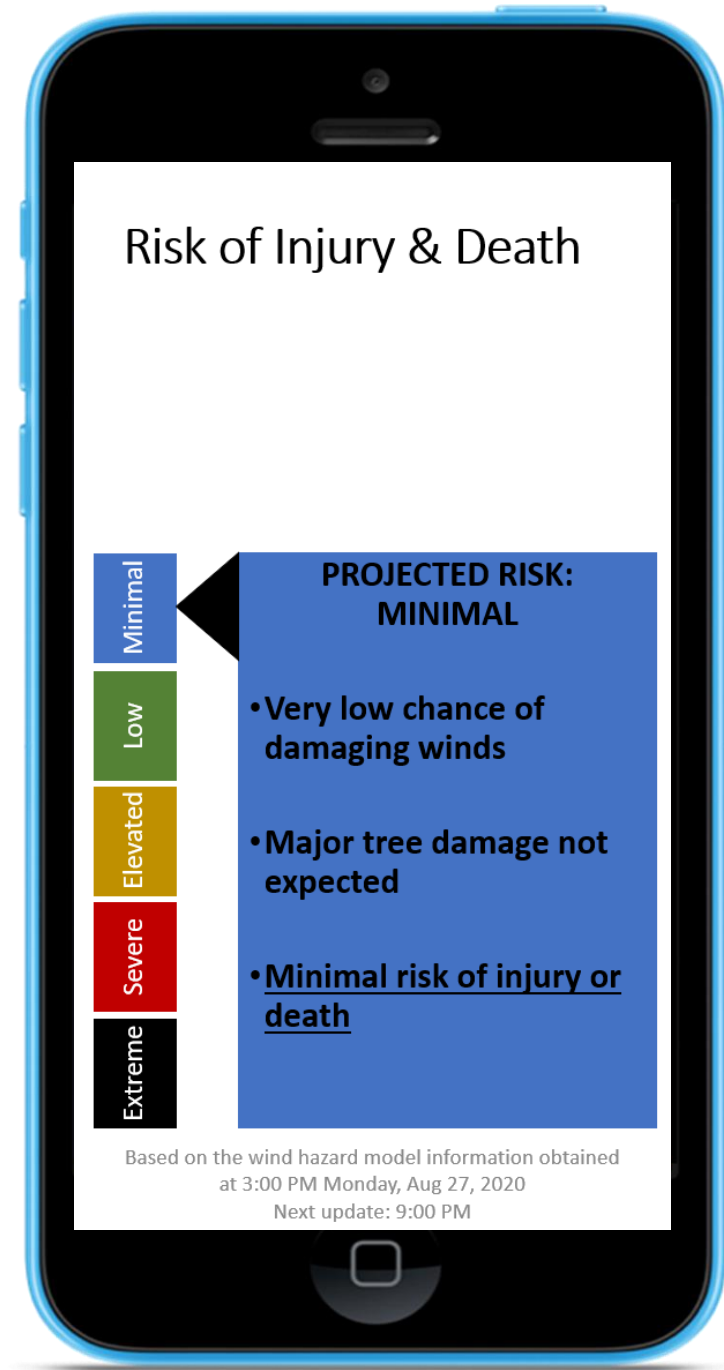 Risk of Injury & Death
Minimal
Low
Elevated
Severe
Extreme
PROJECTED RISK:
MINIMAL
•Very low chance of
damaging winds
•Major tree damage not
expected
•Minimal risk of injury or
death
Based on the wind hazard model information obtained
at 3:00 PM Monday, Aug 27, 2020
Next update: 9:00 PM